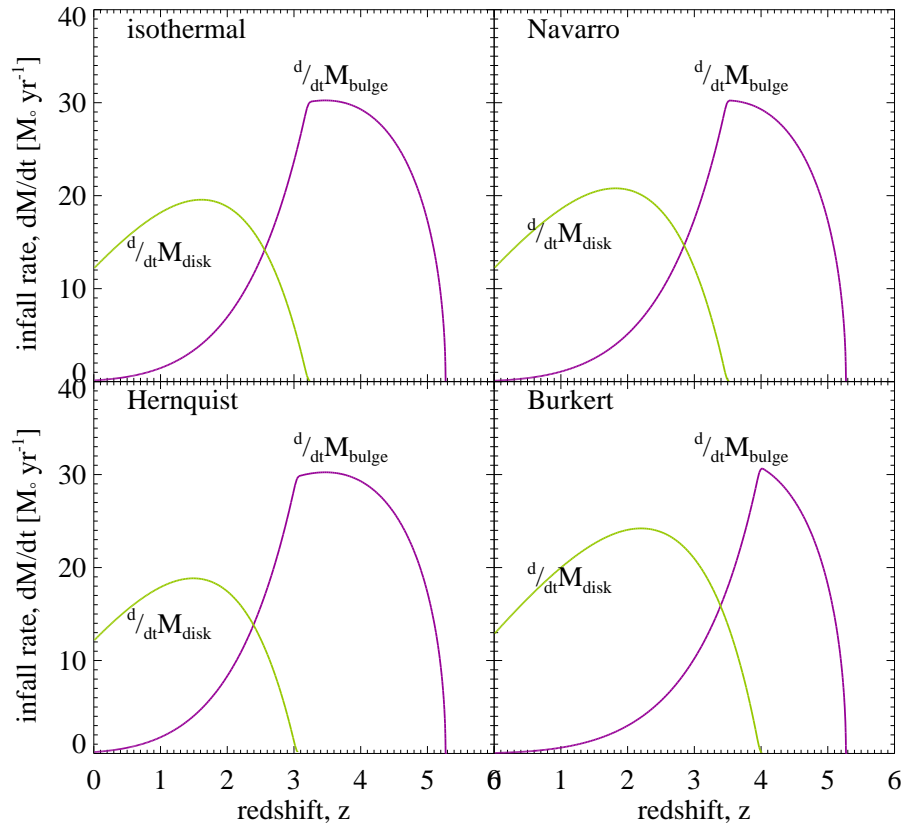 40
30
20
10
0
infall rate, dM/dt [M∘ yr-1]
isothermal
d/dtMbulge
d/dtMdisk
Navarro
d/dtMbulge
d/dtMdisk
40
30
20
10
0
infall rate, dM/dt [M∘ yr-1]
Hernquist
d/dtMbulge
d/dtMdisk
Burkert
d/dtMbulge
d/dtMdisk
0 1 2 3 4 5 6
0 1 2 3 4 5 6
redshift, z
redshift, z